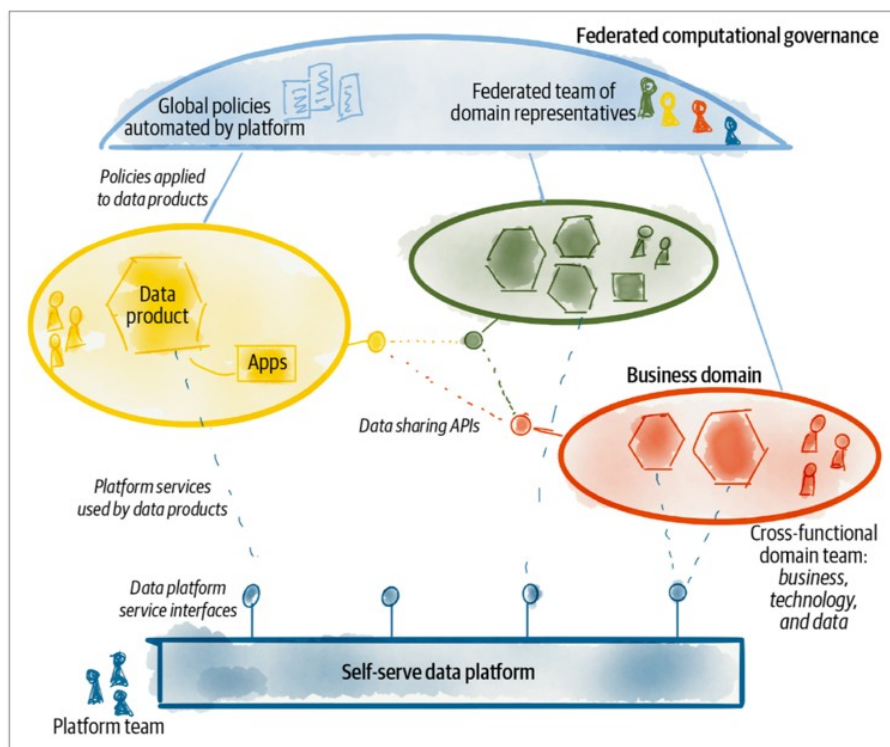 Federated computational governance
Global policies
automated by platform
Federated team of
domain representatives
Policies applied
to data products
Data
product
Apps
Business domain
Data sharing APIs
Platform services
used by data products
Cross-functional
domain team:
business,
technology,
and data
Data platform
service interfaces
Self-serve data platform
Platform team